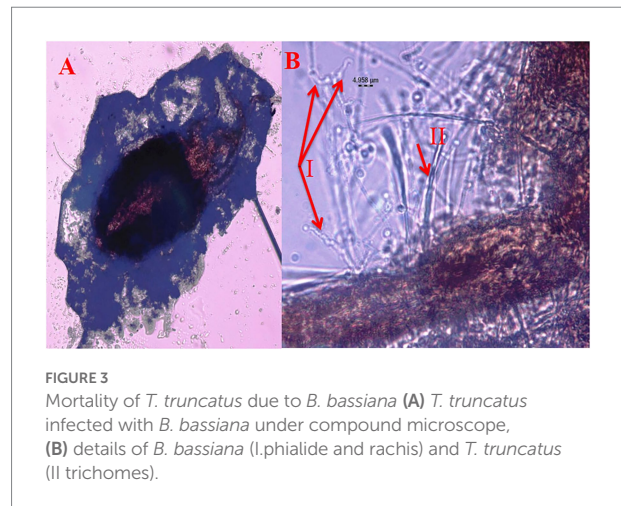 A
B
4.958 µm
I
II
FIGURE 3
Mortality of T. truncatus due to B. bassiana (A) T. truncatus
infected with B. bassiana under compound microscope,
(B) details of B. bassiana (I.phialide and rachis) and T. truncatus
(II trichomes).